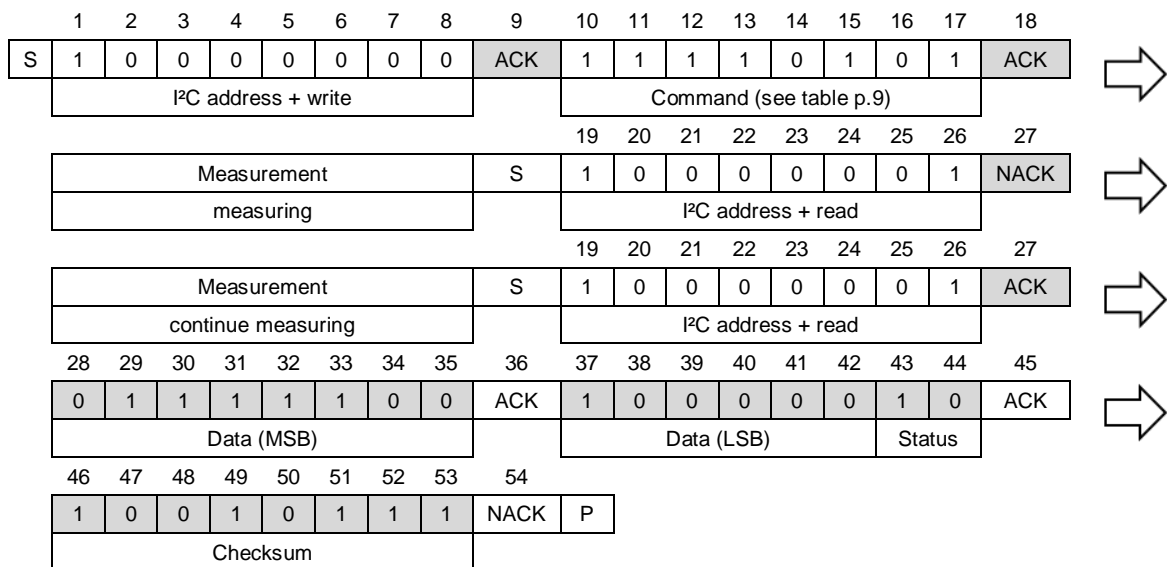 1 2 3 4 5 6 7 8 9 10 11 12 13 14 15 16 17 18
S 1 0 0 0 0 0 0 0 ACK 1 1 1 1 0 1 0 1 ACK
I²C address + write Command (see table p.9)
19 20 21 22 23 24 25 26 27
Measurement S 1 0 0 0 0 0 0 1 NACK
measuring I²C address + read
19 20 21 22 23 24 25 26 27
Measurement S 1 0 0 0 0 0 0 1 ACK
continue measuring I²C address + read
28 29 30 31 32 33 34 35 36 37 38 39 40 41 42 43 44 45
0 1 1 1 1 1 0 0 ACK 1 0 0 0 0 0 1 0 ACK
Data (MSB) Data (LSB) Status
46 47 48 49 50 51 52 53 54
1 0 0 1 0 1 1 1 NACK P
Checksum